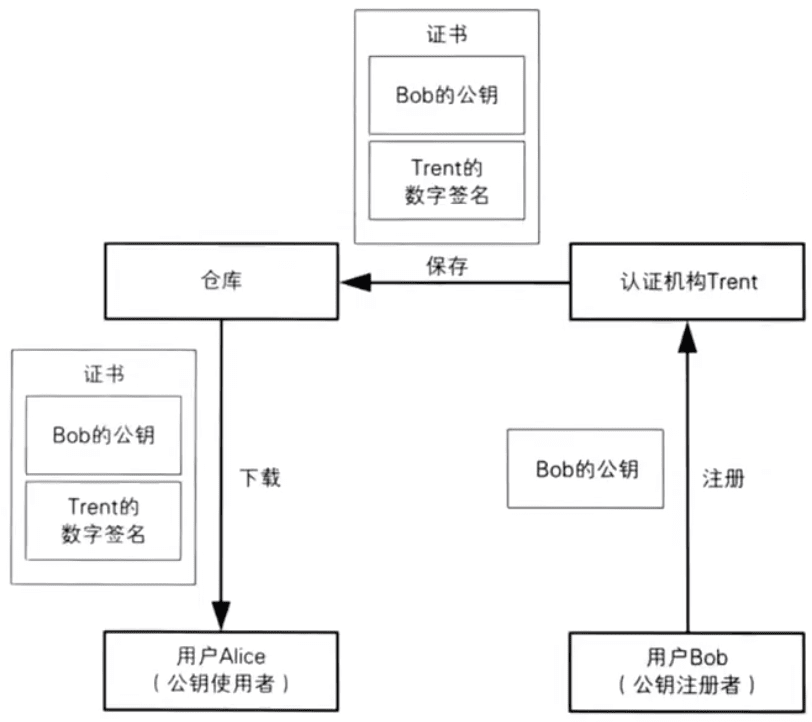 证书
Bob的公钥
Trent的
数字签名
仓库
保存
认证机构Trent
证书
Bob的公钥
Trent的
数字签名
下载
Bob的公钥
注册
用户Alice
（公钥使用者）
用户Bob
（公钥注册者）